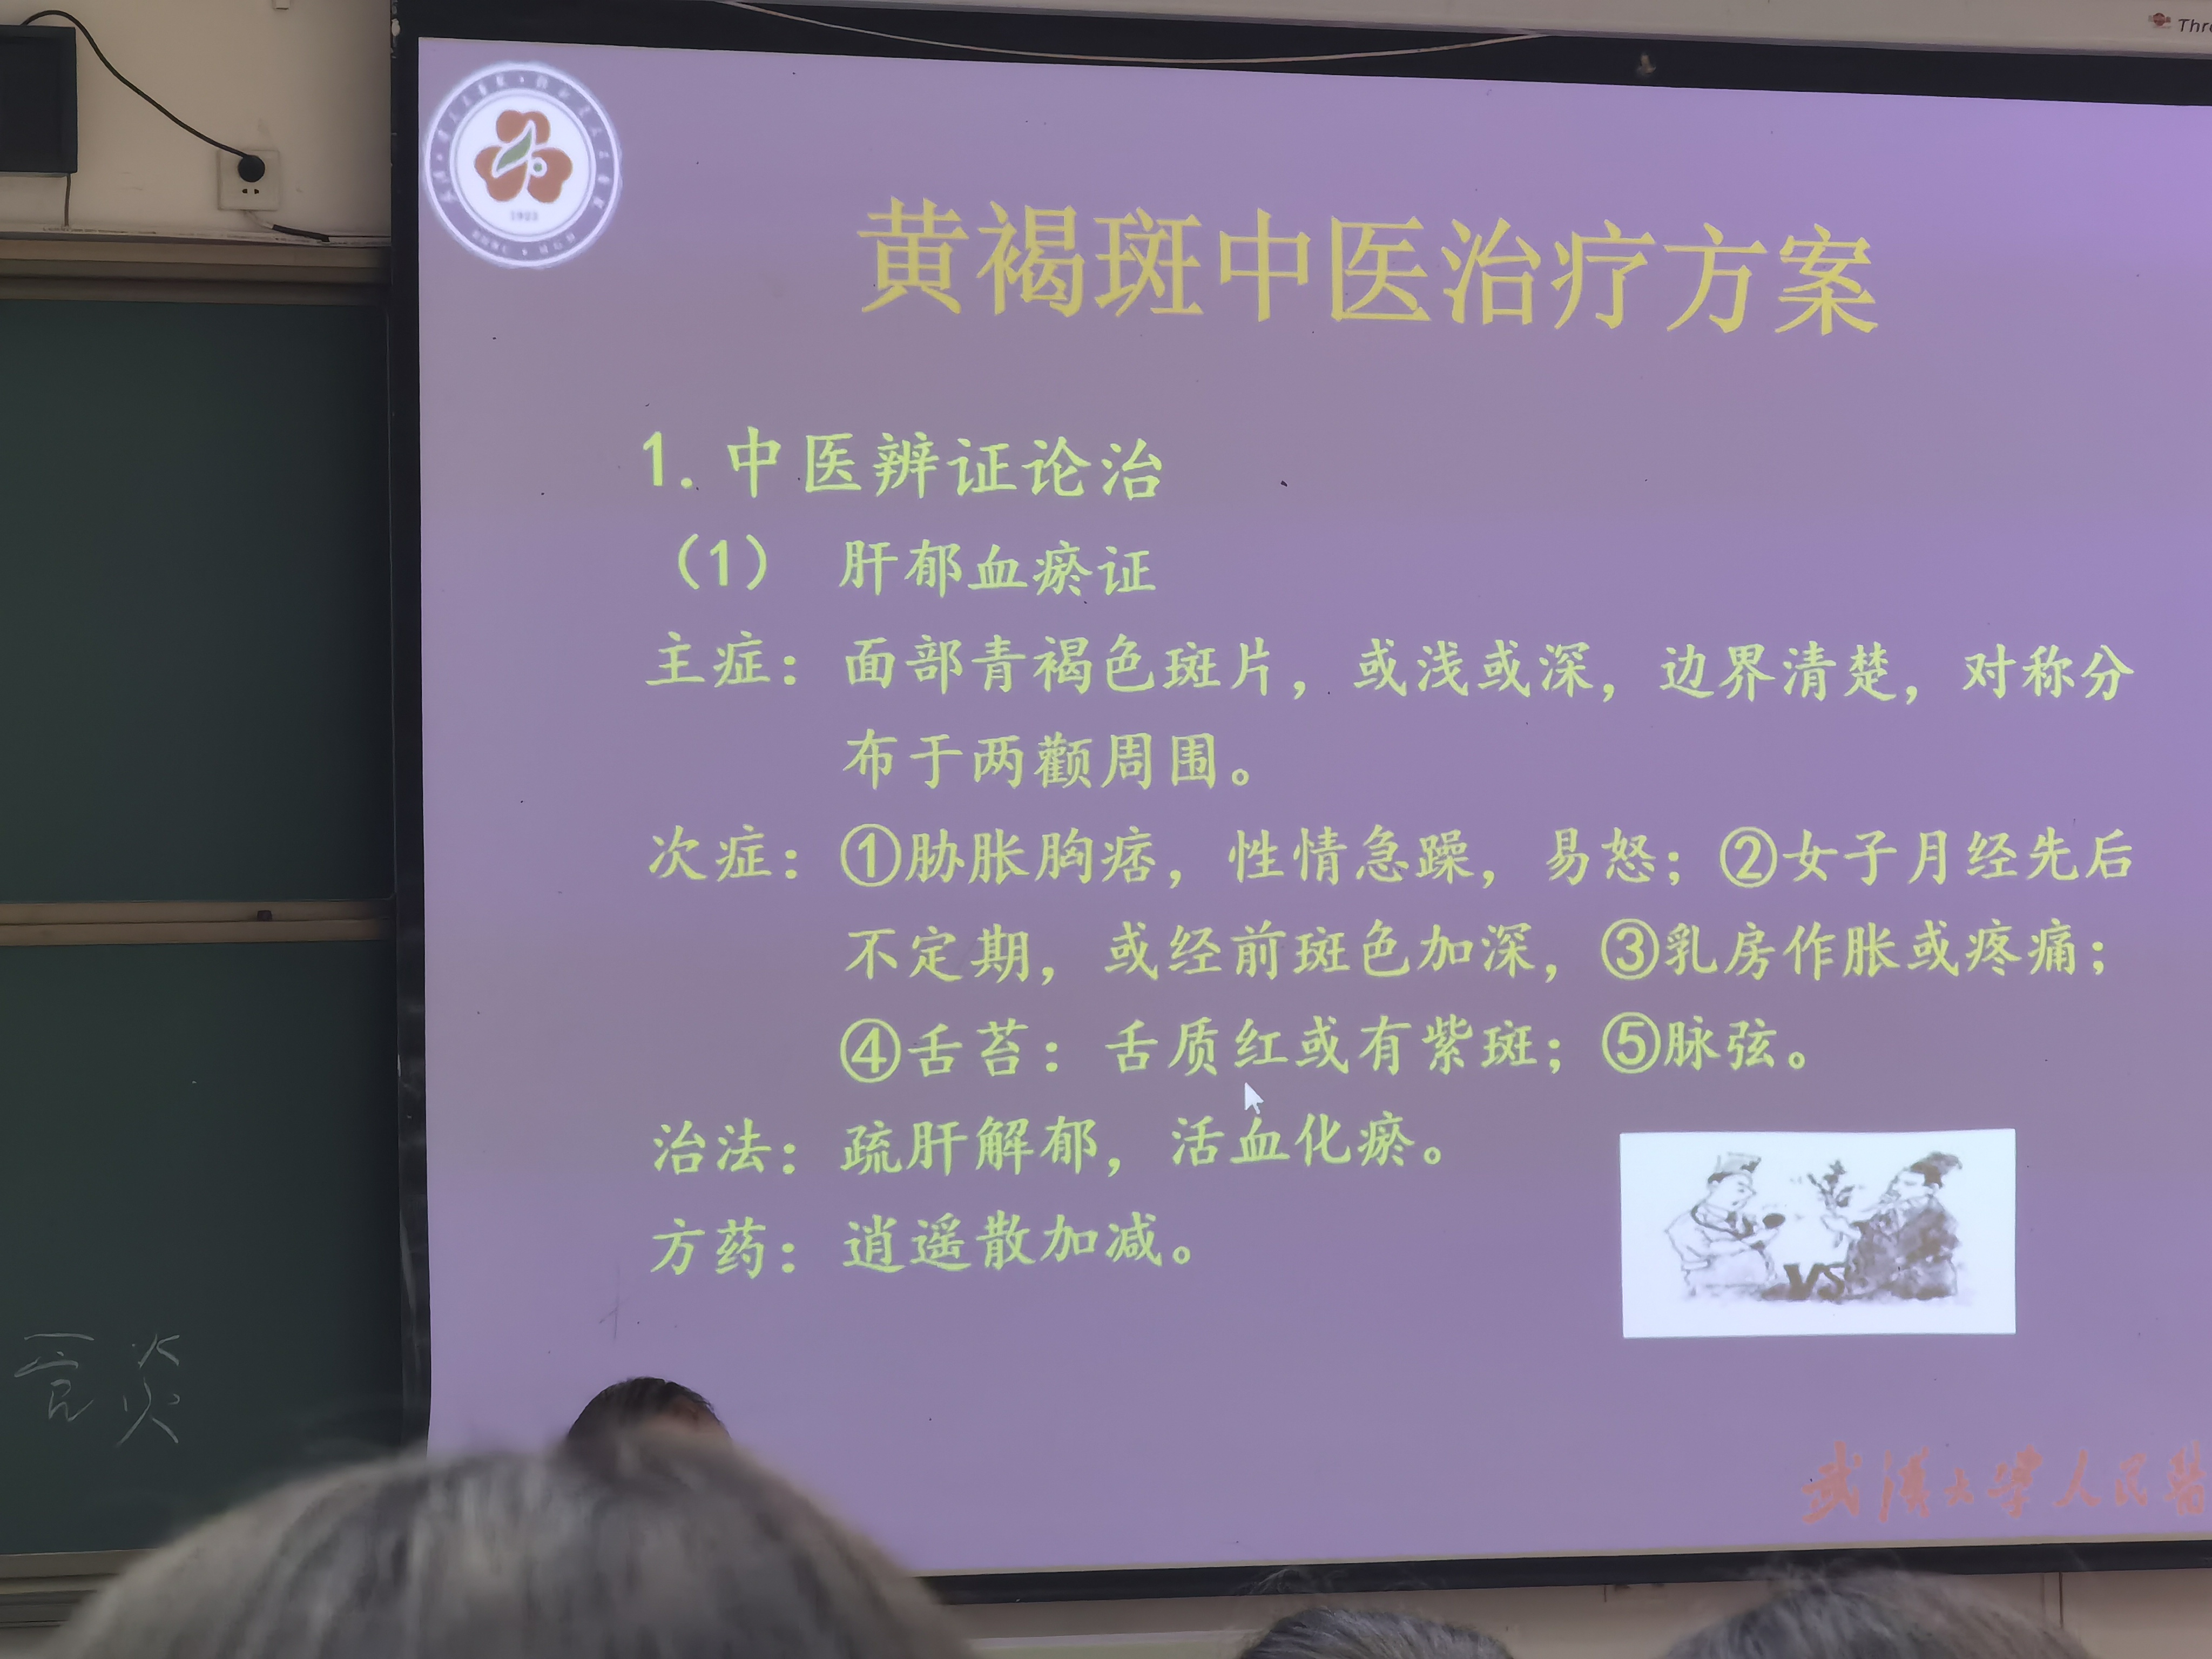 Thr
1923
黄褐斑中医治疗方案
1. 中医辨证论治
（1） 肝郁血瘀证
主症：面部青褐色斑片，或浅或深，边界清楚，对称分
布于两颧周围。
次症：①胁胀胸痞，性情急躁，易怒；②女子月经先后
不定期，或经前斑色加深，③乳房作胀或疼痛；
④舌苔：舌质红或有紫斑；⑤脉弦。
治法：疏肝解郁，活血化瘀。
方药：逍遥散加减。
VS
武漢大學人民醫
炎